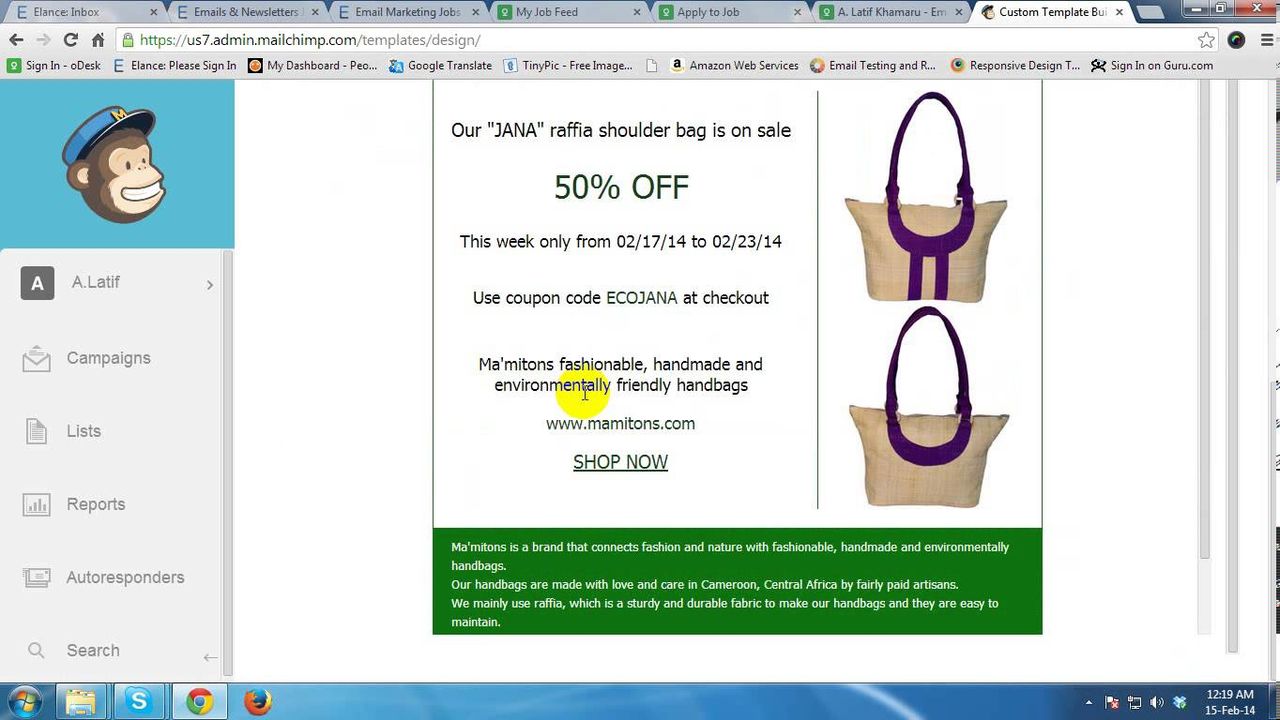 Elance: Inbox
Emails & Newsletters
Email Marketing Jobs
My Job Feed
Apply to Job
A. Latif Khamaru - Em
Custom Template Bui
https://us7.admin.mailchimp.com/templates/design/
Sign In - oDesk
Elance: Please Sign In
My Dashboard - Peo...
Google Translate
TinyPic - Free Image...
Amazon Web Services
Email Testing and R...
Responsive Design T...
Sign In on Guru.com
M
A
A.Latif
Campaigns
Lists
Reports
Autoresponders
Search
Our "JANA" raffia shoulder bag is on sale
50% OFF
This week only from 02/17/14 to 02/23/14
Use coupon code ECOJANA at checkout
Ma'mitons fashionable, handmade and
environmentally friendly handbags
www.mamitons.com
SHOP NOW
Ma'mitons is a brand that connects fashion and nature with fashionable, handmade and environmentally
handbags.
Our handbags are made with love and care in Cameroon, Central Africa by fairly paid artisans.
We mainly use raffia, which is a sturdy and durable fabric to make our handbags and they are easy to
maintain.
12:19 AM
15-Feb-14